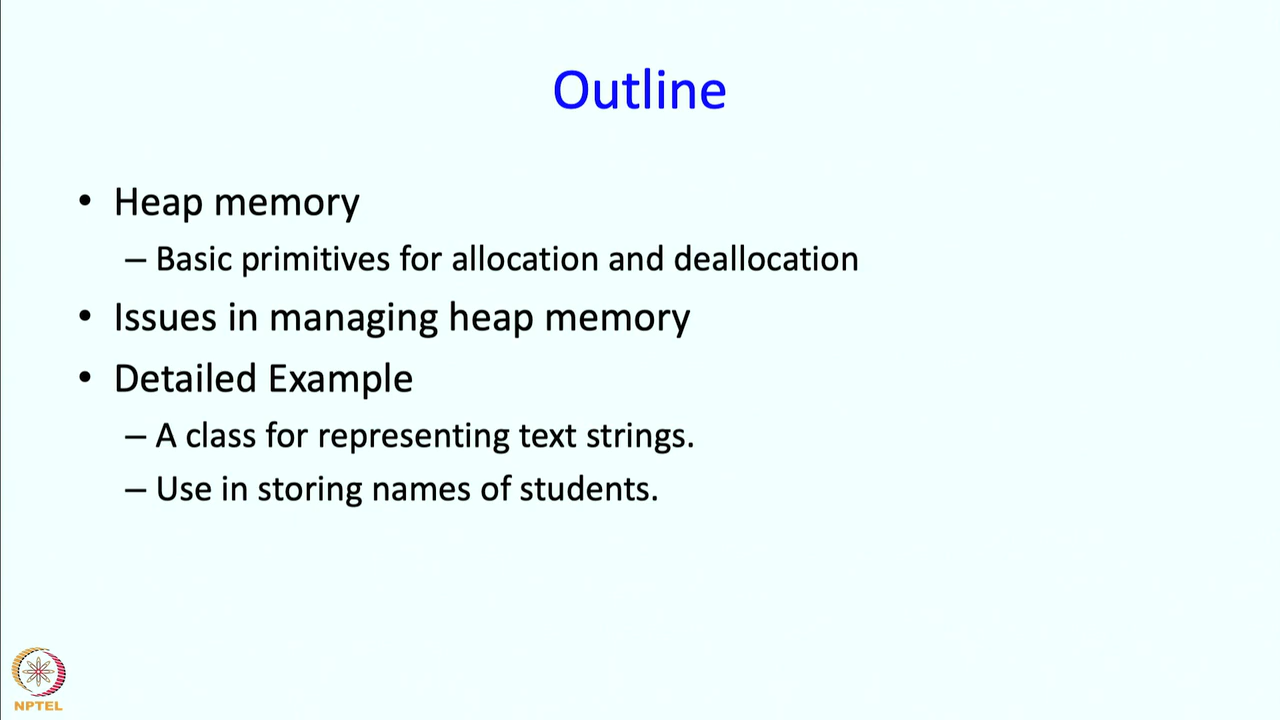 Outline
• Heap memory
– Basic primitives for allocation and deallocation
• Issues in managing heap memory
• Detailed Example
– A class for representing text strings.
– Use in storing names of students.
NPTEL